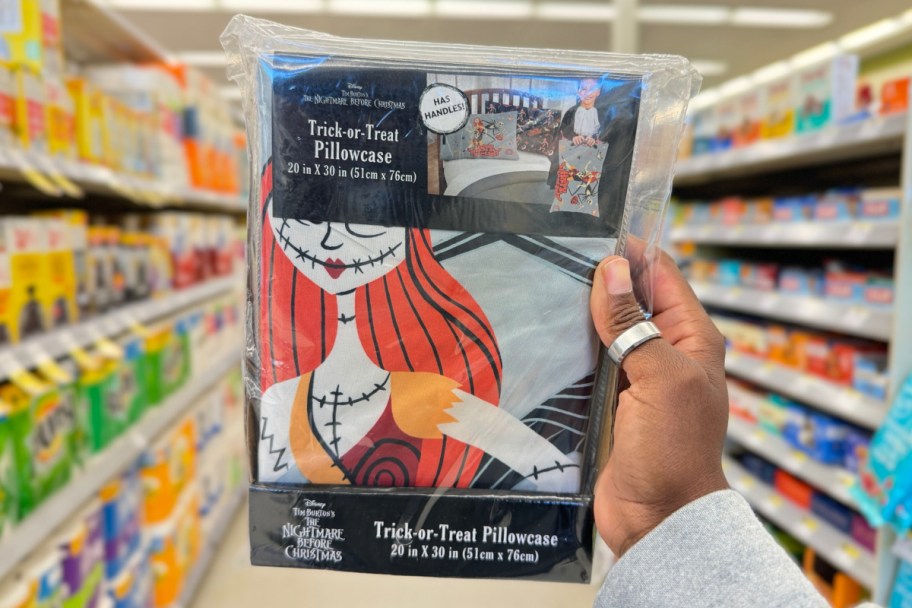 Disney
TIM BURTON'S
THE NIGHTMARE BEFORE CHRISTMAS
Trick-or-Treat
Pillowcase
20 in X 30 in (51cm x 76cm)
HAS
HANDLES!
Disney
TIM BURTON'S
THE
NIGHTMARE
BEFORE
CHRISTMAS
Trick-or-Treat Pillowcase
20 in X 30 in (51cm x 76cm)